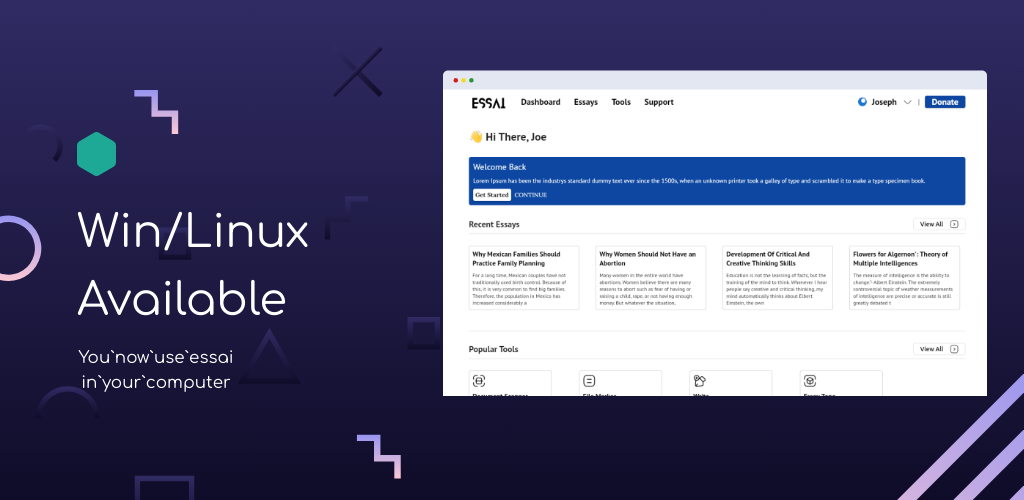 Win/Linux
Available
You`now`use`essai
in`your`computer
ESSAI Dashboard Essays Tools Support Joseph | Donate
👋 Hi There, Joe
Welcome Back
Lorem Ipsum has been the industrys standard dummy text ever since the 1500s, when an unknown printer took a galley of type and scrambled it to make a type specimen book.
Get Started CONTINUE
Recent Essays View All
Why Mexican Families Should
Practice Family Planning
For a long time, Mexican couples have not
traditionally used birth control. Because of
this, it is very common to find big families.
Therefore, the population in Mexico has
increased considerably a
Why Women Should Not Have an
Abortion
Many women in the entire world have
abortions. Women believe there are many
reasons to abort such as fear of having or
raising a child, rape, or not having enough
money. But whatever the situation,
Development Of Critical And
Creative Thinking Skills
Education is not the learning of facts, but the
training of the mind to think. Whenever I hear
people say creative and critical thinking, my
mind automatically thinks about Elbert
Einstein, the own
Flowers for Algernon': Theory of
Multiple Intelligences
The measure of intelligence is the ability to
change."- Albert Einstein. The extremely
controversial topic of weather measurements
of intelligence are precise or accurate is still
greatly debated t
Popular Tools View All